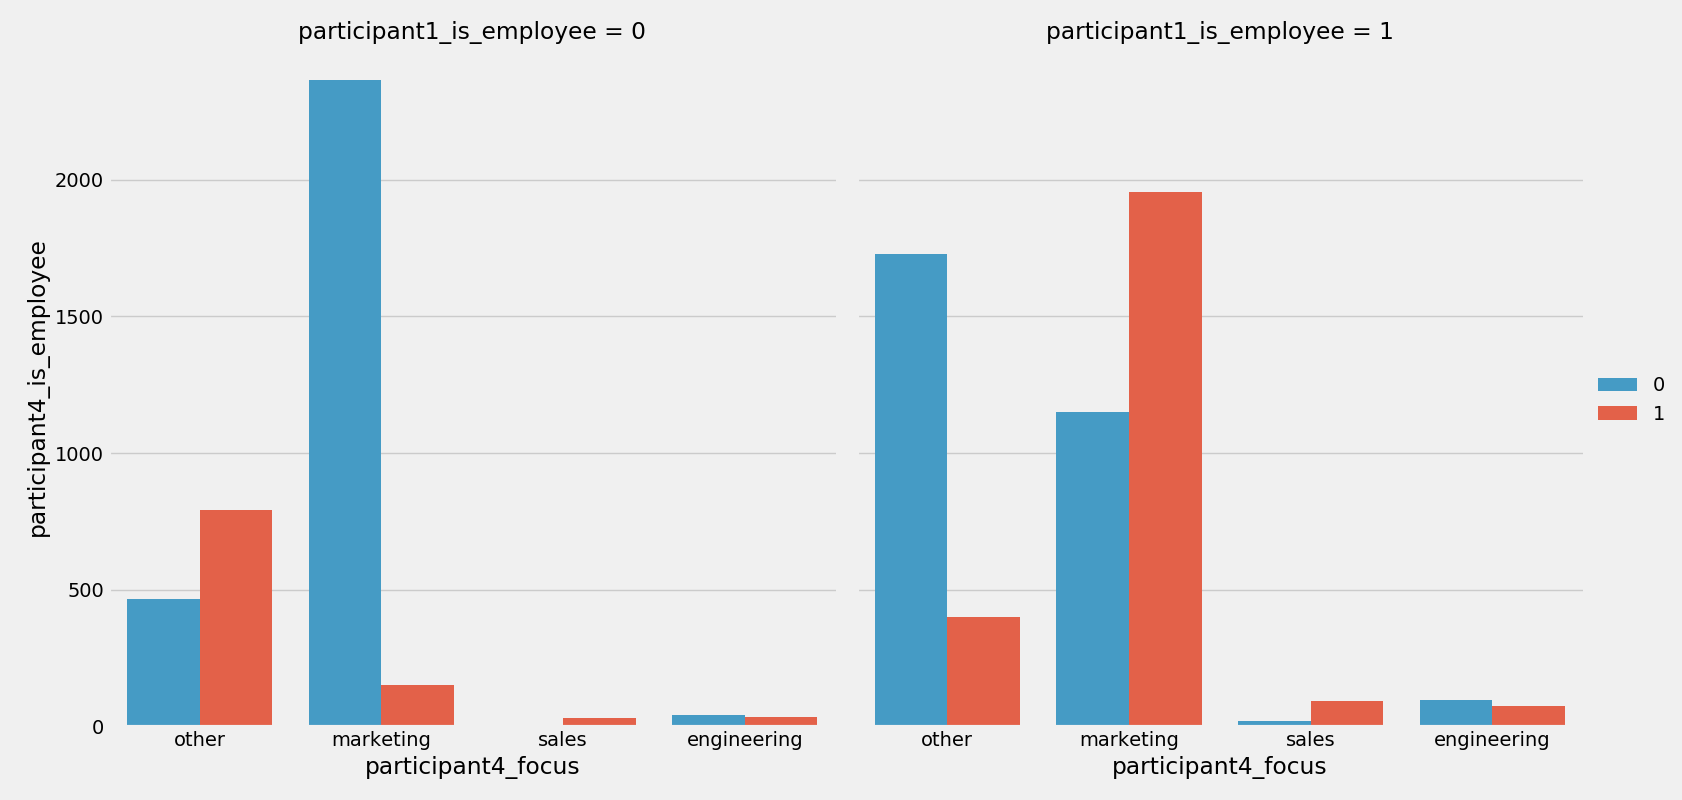 participant1_is_employee = 0
participant1_is_employee = 1
participant4_is_employee
2000
1500
1000
500
0
other marketing sales engineering
other marketing sales engineering
participant4_focus
participant4_focus
0
1